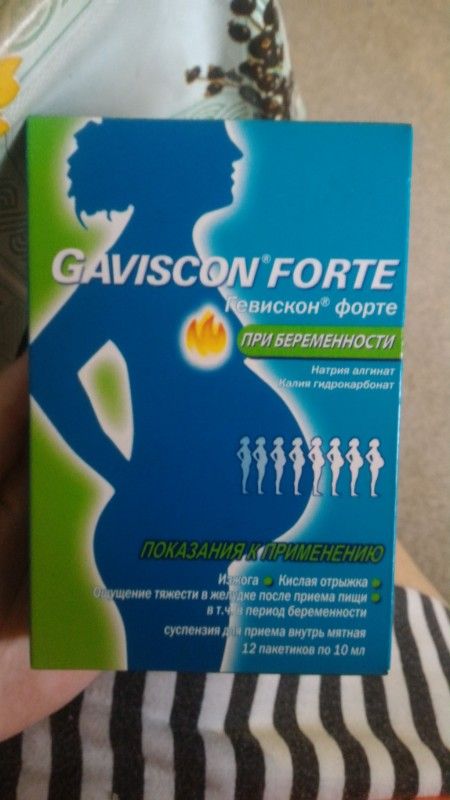 GAVISCON® FORTE
Гевискон® форте
ПРИ БЕРЕМЕННОСТИ
Натрия алгинат
Калия гидрокарбонат
ПОКАЗАНИЯ К ПРИМЕНЕНИЮ
Изжога • Кислая отрыжка •
Ощущение тяжести в желудке после приема пищи •
в т.ч. в период беременности
суспензия для приема внутрь мятная
12 пакетиков по 10 мл